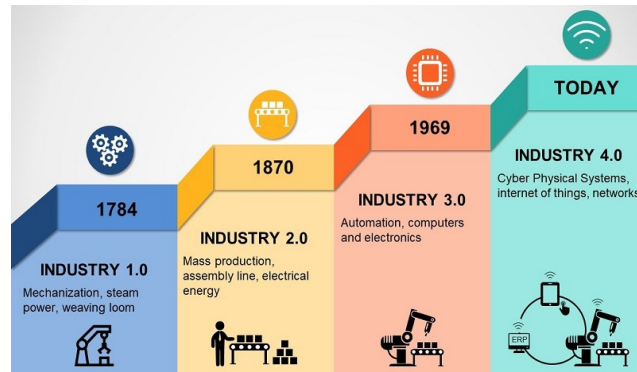 1784
INDUSTRY 1.0
Mechanization, steam
power, weaving loom
1870
INDUSTRY 2.0
Mass production,
assembly line, electrical
energy
1969
INDUSTRY 3.0
Automation, computers
and electronics
TODAY
INDUSTRY 4.0
Cyber Physical Systems,
internet of things, networks
ERP